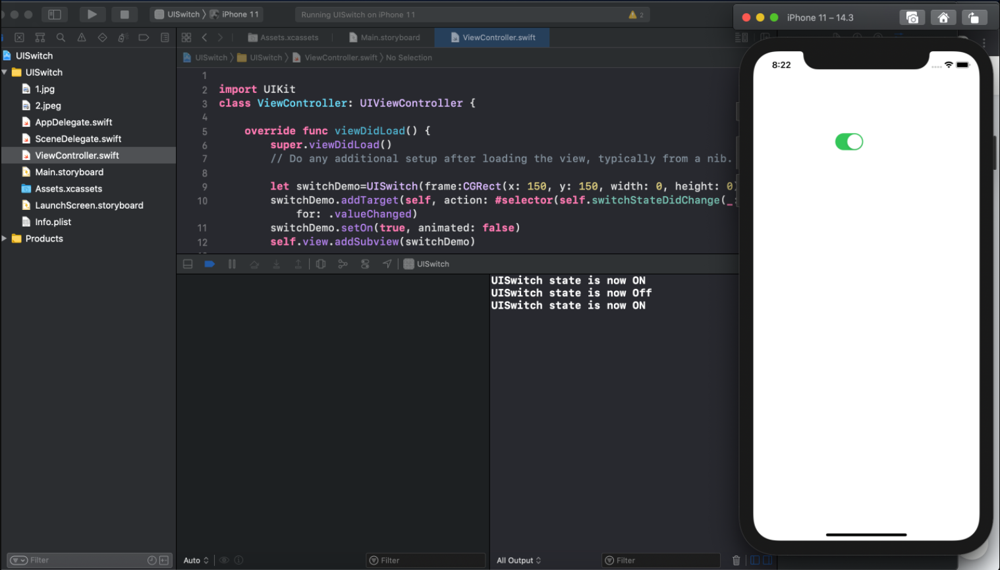 UISwitch
iPhone 11
Running UISwitch on iPhone 11
2
iPhone 11 – 14.3
Assets.xcassets
Main.storyboard
ViewController.swift
UISwitch
UISwitch
1.jpg
2.jpeg
AppDelegate.swift
SceneDelegate.swift
ViewController.swift
Main.storyboard
Assets.xcassets
LaunchScreen.storyboard
Info.plist
Products
Filter
UISwitch
UISwitch
ViewController.swift
No Selection
1
2 import UIKit
3 class ViewController: UIViewController {
4
5 override func viewDidLoad() {
6 super.viewDidLoad()
7 // Do any additional setup after loading the view, typically from a nib.
8
9 let switchDemo=UISwitch(frame:CGRect(x: 150, y: 150, width: 0, height: 0)
10 switchDemo.addTarget(self, action: #selector(self.switchStateDidChange(_:
for: .valueChanged)
11 switchDemo.setOn(true, animated: false)
12 self.view.addSubview(switchDemo)
UISwitch
UISwitch state is now ON
UISwitch state is now Off
UISwitch state is now ON
Auto
Filter
All Output
Filter
8:22